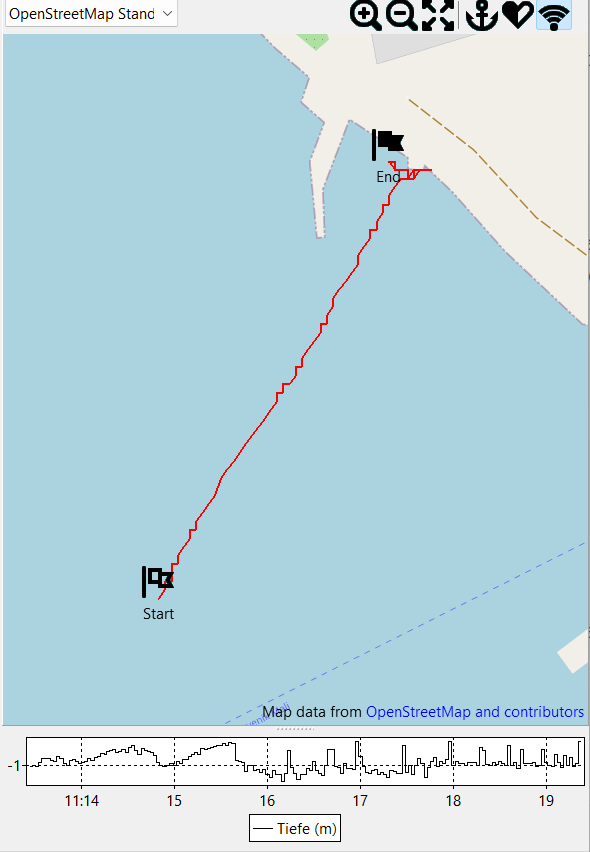 OpenStreetMap Stand
End
Start
Map data from OpenStreetMap and contributors
-1
11:14 15 16 17 18 19
Tiefe (m)